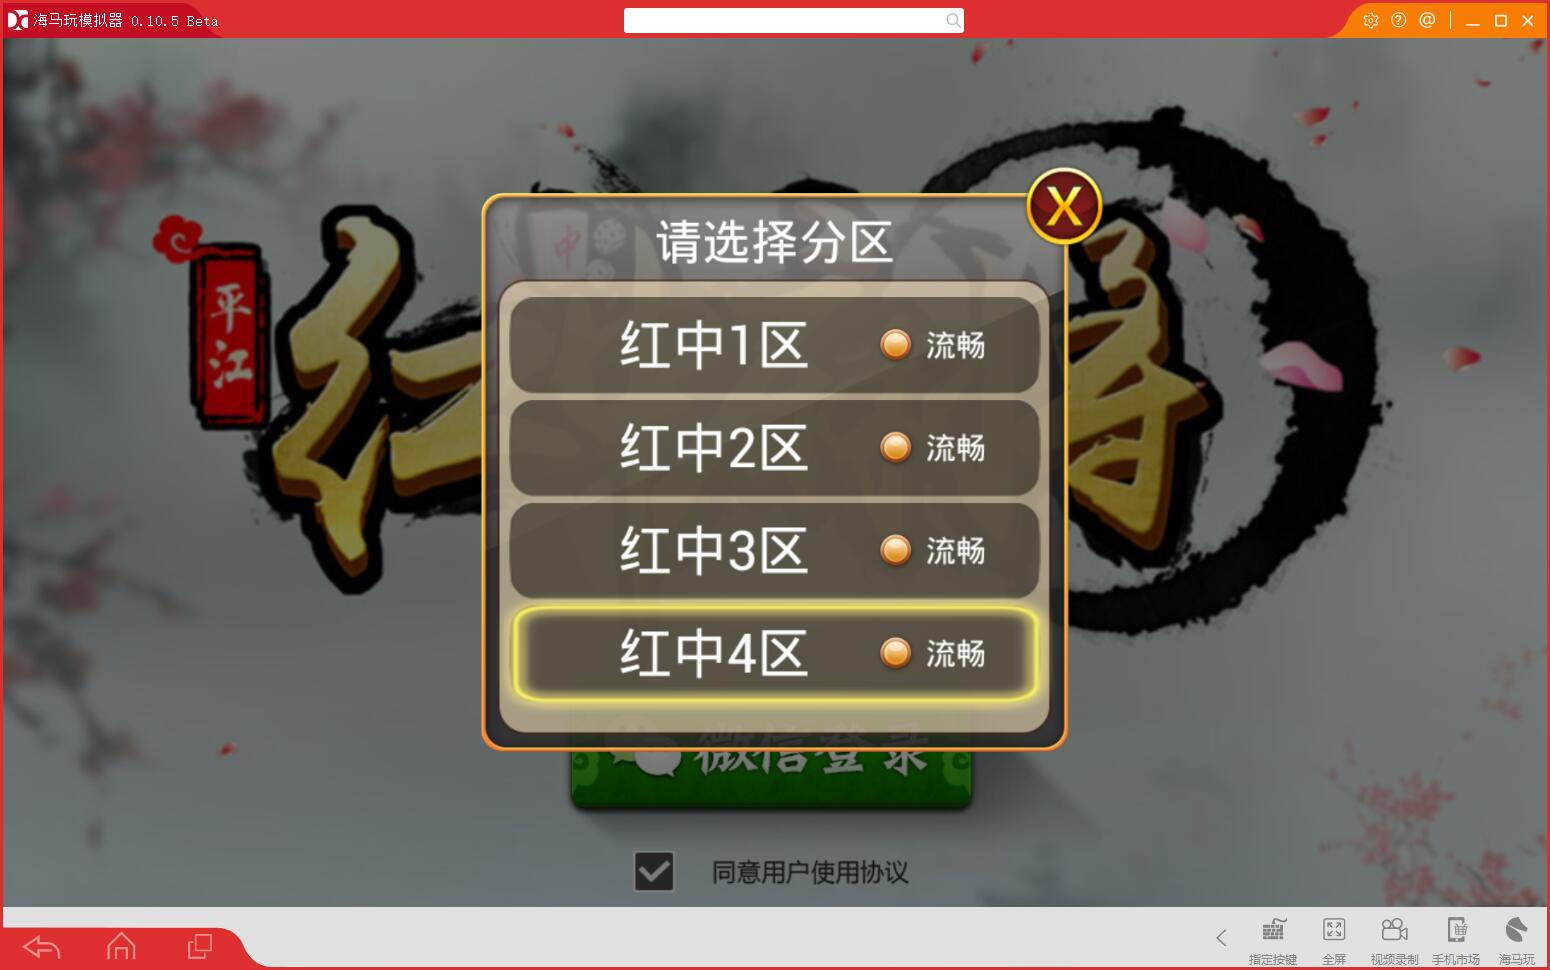 海马玩模拟器 0.10.5 Beta
平江
红
中
请选择分区
红中1区 流畅
红中2区 流畅
红中3区 流畅
红中4区 流畅
微信登录
同意用户使用协议
指定按键 全屏 视频录制 手机市场 海马玩